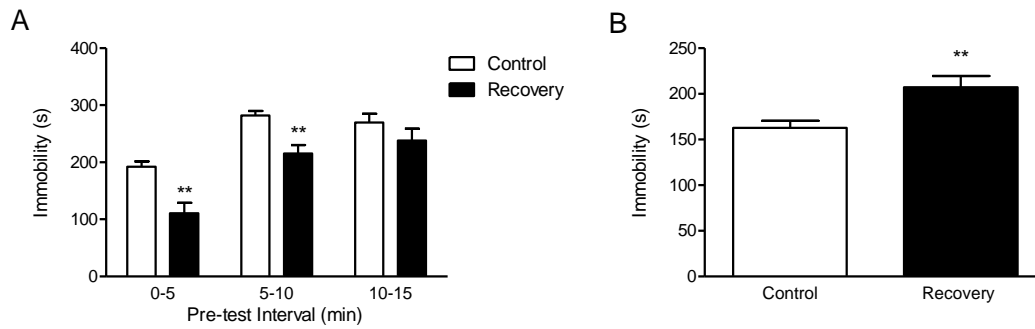 A
Immobility (s)
400
300
200
100
0
**
**
0-5
5-10
10-15
Pre-test Interval (min)
Control
Recovery
B
Immobility (s)
250
200
150
100
50
0
**
Control
Recovery